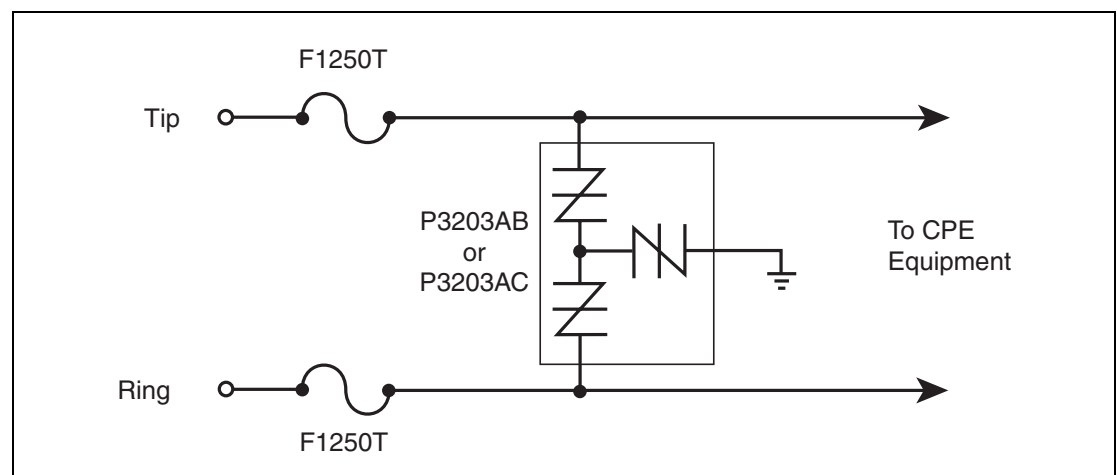 F1250T
Tip
P3203AB
or
P3203AC
To CPE
Equipment
Ring
F1250T